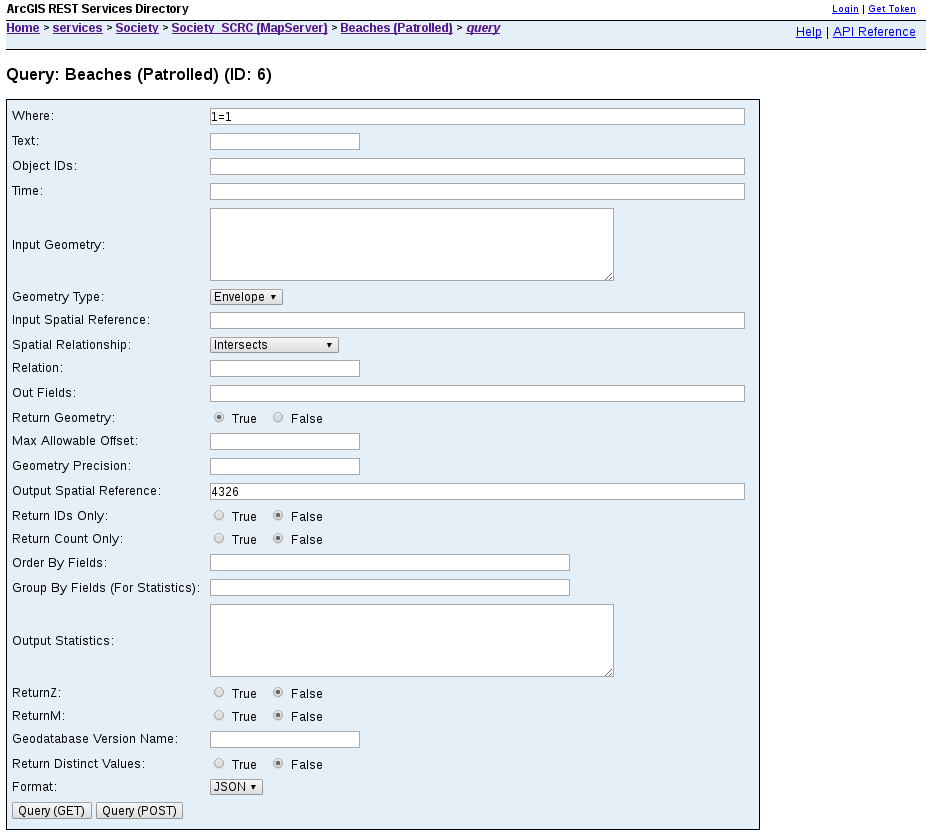 ArcGIS REST Services Directory
Login | Get Token
Home > services > Society > Society_SCRC (MapServer) > Beaches (Patrolled) > query
Help | API Reference
Query: Beaches (Patrolled) (ID: 6)
Where: 1=1
Text:
Object IDs:
Time:
Input Geometry:
Geometry Type: Envelope
Input Spatial Reference:
Spatial Relationship: Intersects
Relation:
Out Fields:
Return Geometry: True False
Max Allowable Offset:
Geometry Precision:
Output Spatial Reference: 4326
Return IDs Only: True False
Return Count Only: True False
Order By Fields:
Group By Fields (For Statistics):
Output Statistics:
ReturnZ: True False
ReturnM: True False
Geodatabase Version Name:
Return Distinct Values: True False
Format: JSON
Query (GET) Query (POST)